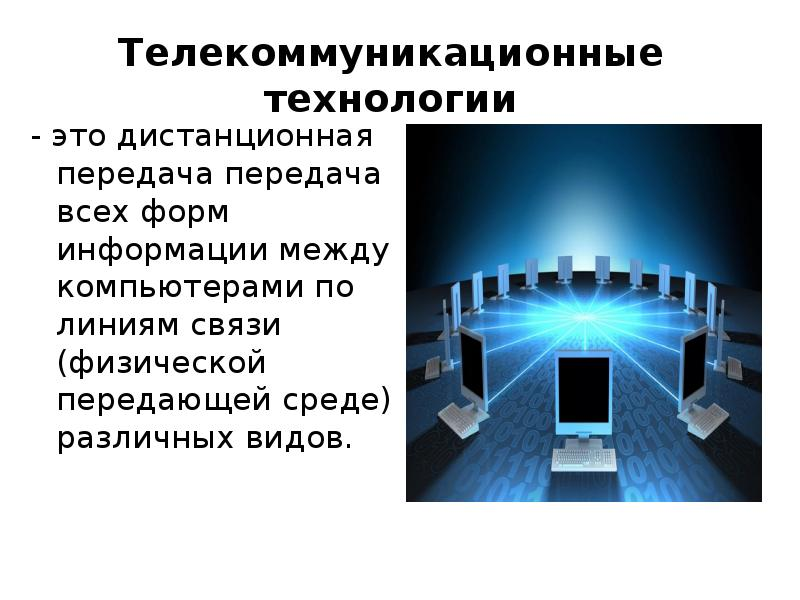 Телекоммуникационные
технологии
- это дистанционная
передача передача
всех форм
информации между
компьютерами по
линиям связи
(физической
передающей среде)
различных видов.